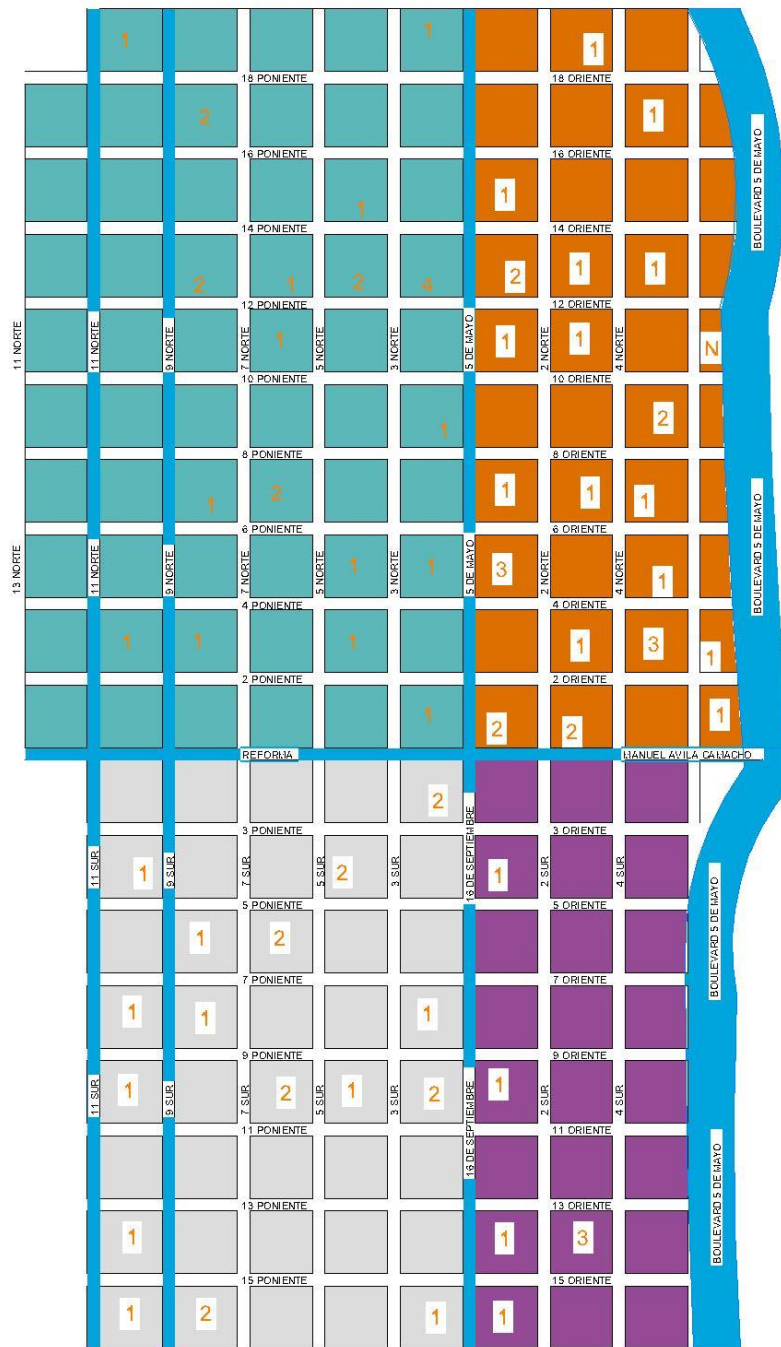 1 1 1
18 PONIENTE 18 ORIENTE
2 1
16 PONIENTE 16 ORIENTE
1 1
14 PONIENTE 14 ORIENTE
2 1 2 4 2 1 1
12 PONIENTE 12 ORIENTE
11 NORTE 11 NORTE 9 NORTE 7 NORTE 5 NORTE 3 NORTE 5 DE MAYO 2 NORTE 4 NORTE
1 1 1 N
10 PONIENTE 10 ORIENTE
1 2
8 PONIENTE 8 ORIENTE
1 2 1 1 1
6 PONIENTE 6 ORIENTE
13 NORTE 11 NORTE 9 NORTE 7 NORTE 5 NORTE 3 NORTE 5 DE MAYO 2 NORTE 4 NORTE
1 1 3 1
4 PONIENTE 4 ORIENTE
1 1 1 1 3 1
2 PONIENTE 2 ORIENTE
1 2 2 1
REFORMA MANUEL AVILA CAMACHO
2
3 PONIENTE 3 ORIENTE
11 SUR 9 SUR 7 SUR 5 SUR 3 SUR 16 DE SEPTIEMBRE 2 SUR 4 SUR
1 2 1
5 PONIENTE 5 ORIENTE
1 2
7 PONIENTE 7 ORIENTE
1 1 1
9 PONIENTE 9 ORIENTE
11 SUR 9 SUR 7 SUR 5 SUR 3 SUR 16 DE SEPTIEMBRE 2 SUR 4 SUR
1 2 1 2 1
11 PONIENTE 11 ORIENTE
13 PONIENTE 13 ORIENTE
1 1 3
15 PONIENTE 15 ORIENTE
1 2 1 1
BOULEVARD 5 DE MAYO
BOULEVARD 5 DE MAYO
BOULEVARD 5 DE MAYO
BOULEVARD 5 DE MAYO